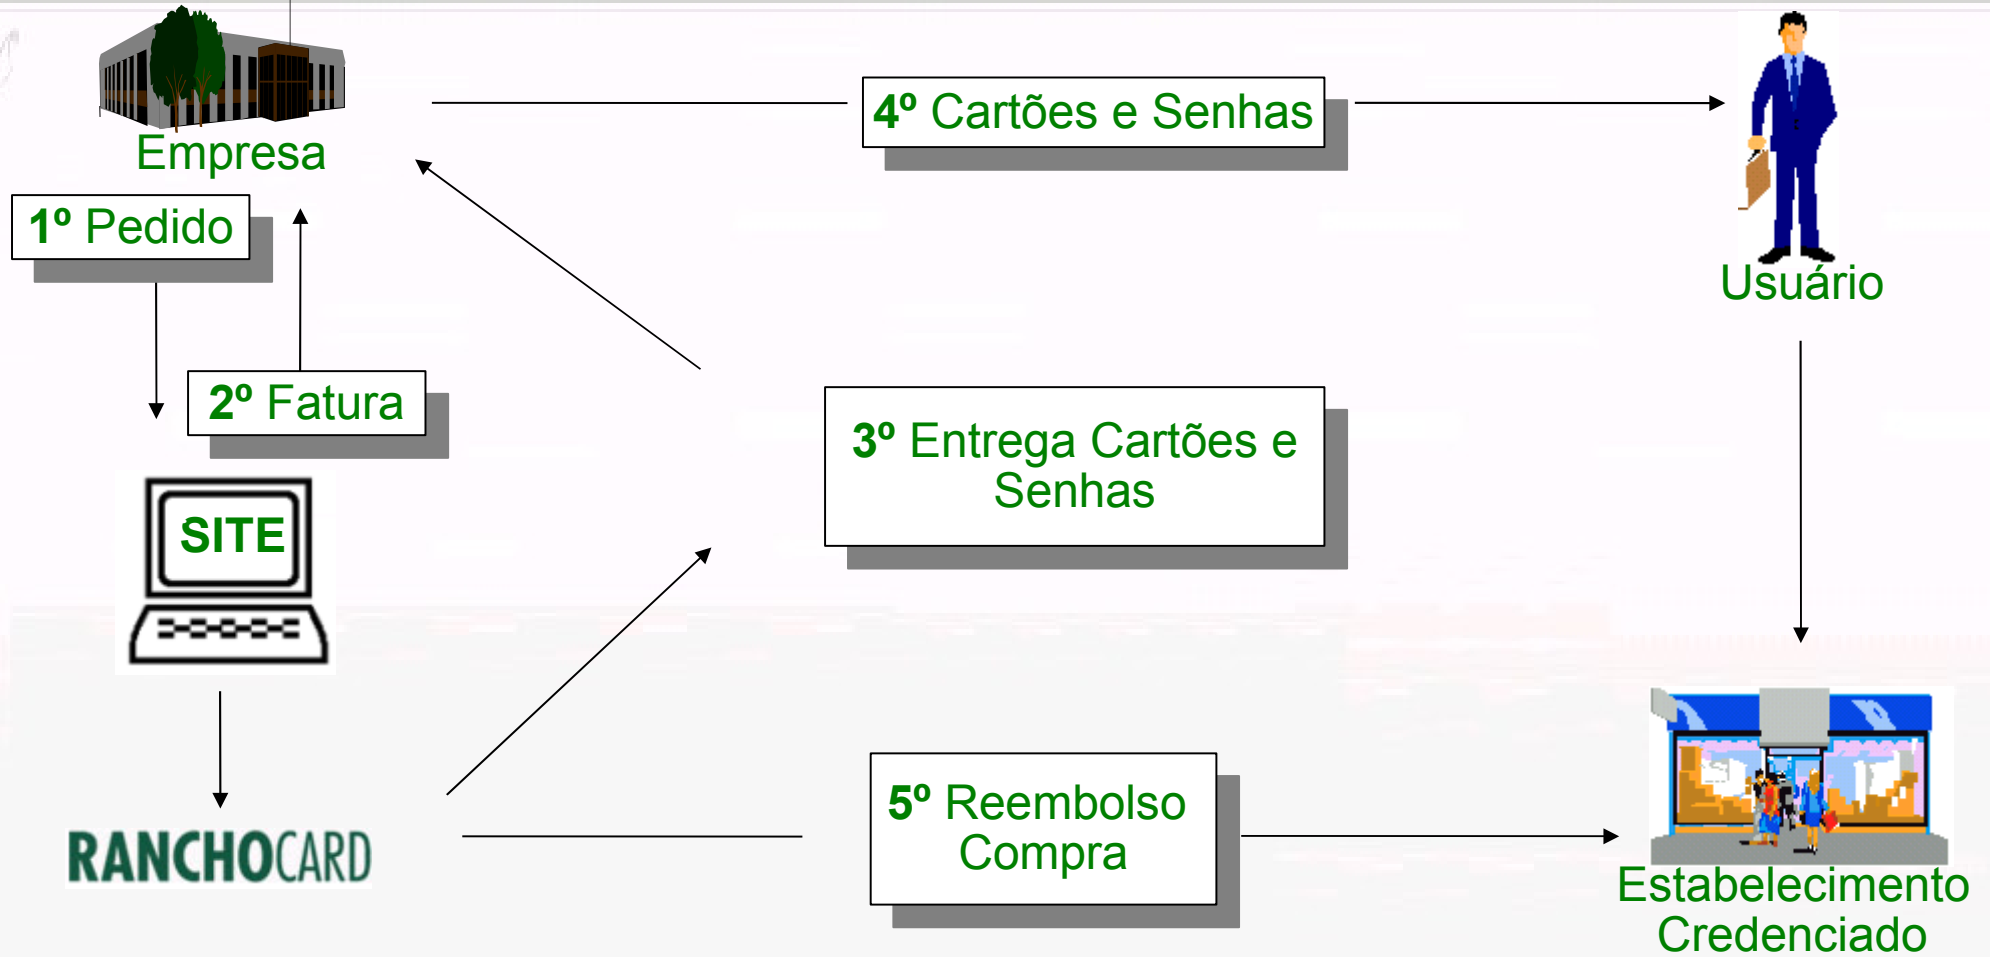 4º Cartões e Senhas
Empresa
1º Pedido
Usuário
2º Fatura
3º Entrega Cartões e
Senhas
SITE
5º Reembolso
Compra
RANCHOCARD
Estabelecimento
Credenciado